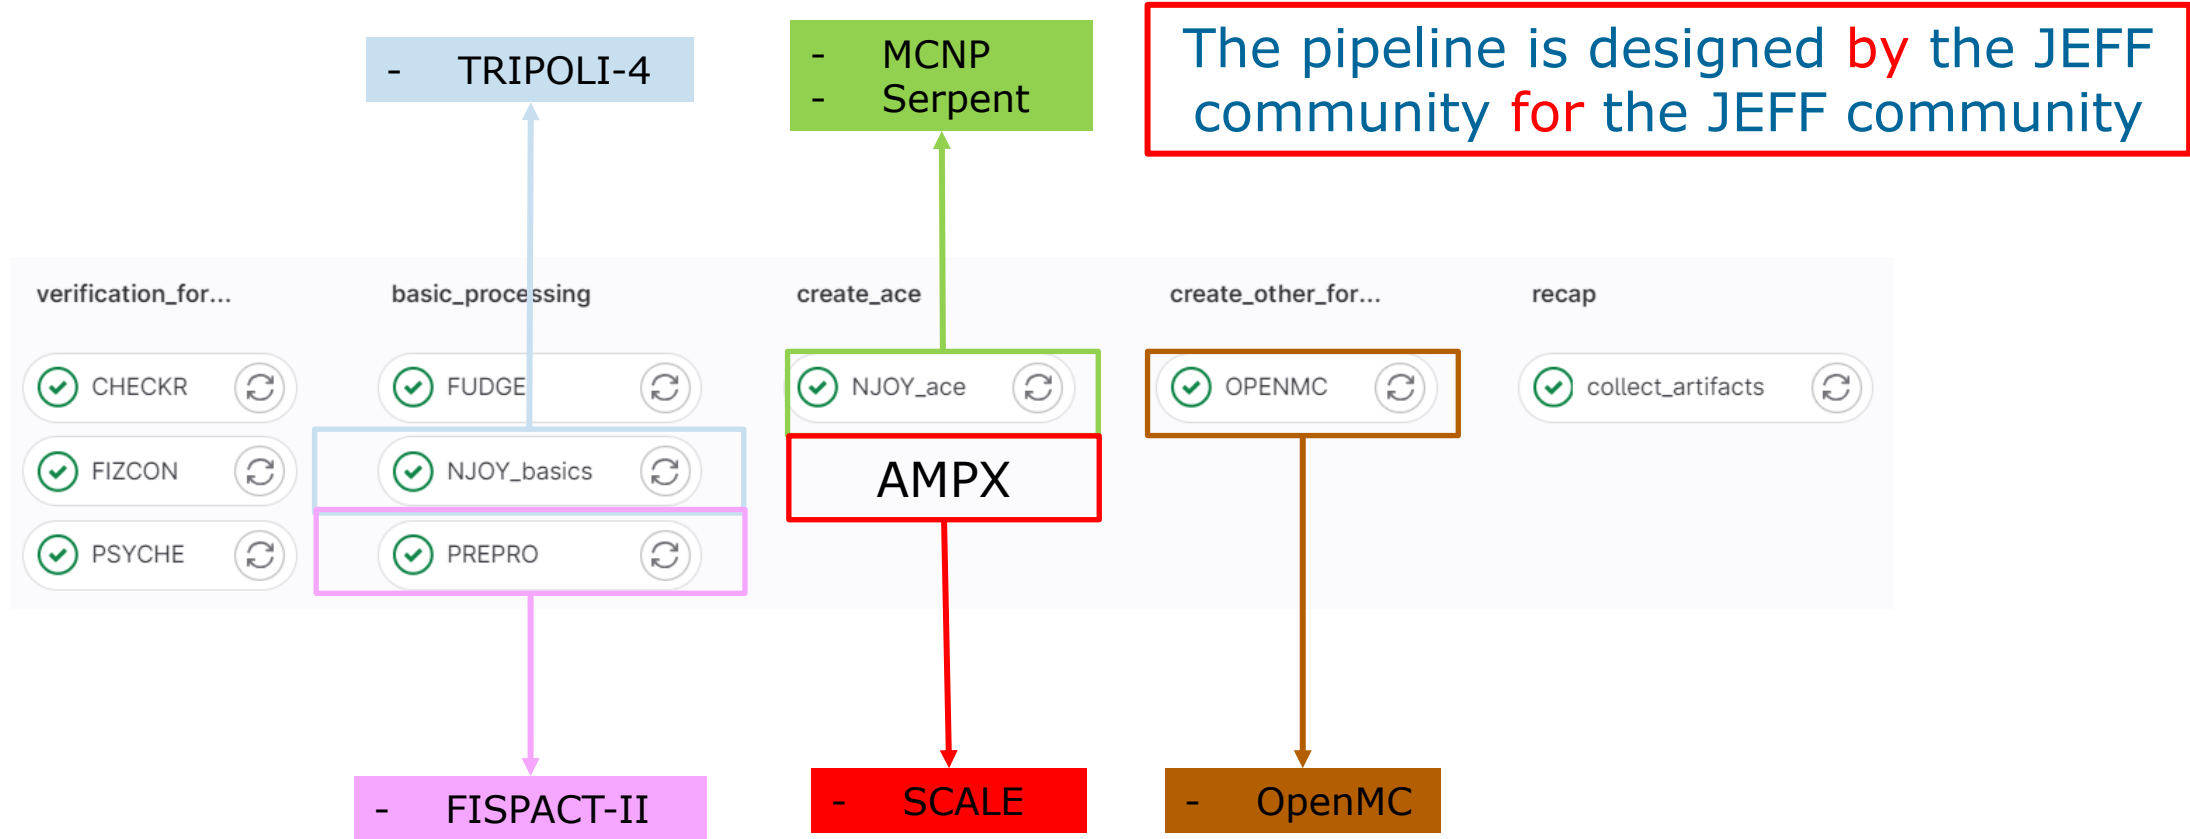 - TRIPOLI-4
- MCNP
- Serpent
The pipeline is designed by the JEFF
community for the JEFF community
verification_for...
basic_processing
create_ace
create_other_for...
recap
CHECKR
FUDGE
NJOY_ace
OPENMC
collect_artifacts
FIZCON
NJOY_basics
AMPX
PSYCHE
PREPRO
- FISPACT-II
- SCALE
- OpenMC